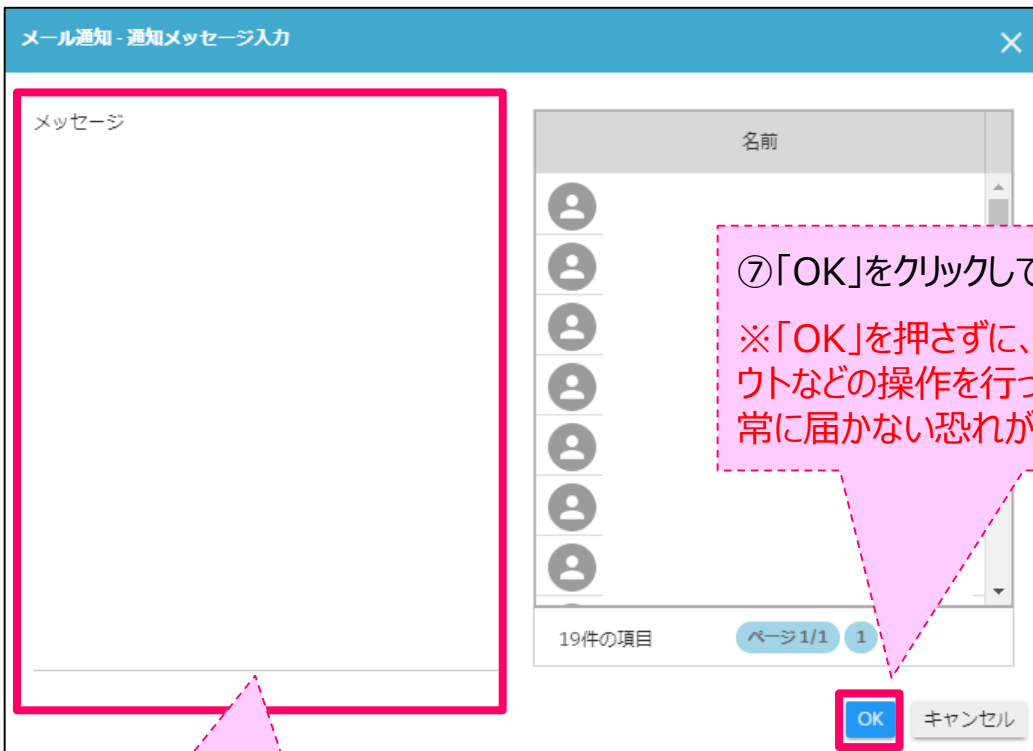 メール通知 - 通知メッセージ入力
メッセージ
名前
⑦「OK」をクリックして
※「OK」を押さずに、
ウトなどの操作を行っ
常に届かない恐れが
19件の項目
ページ 1/1 1
OK キャンセル